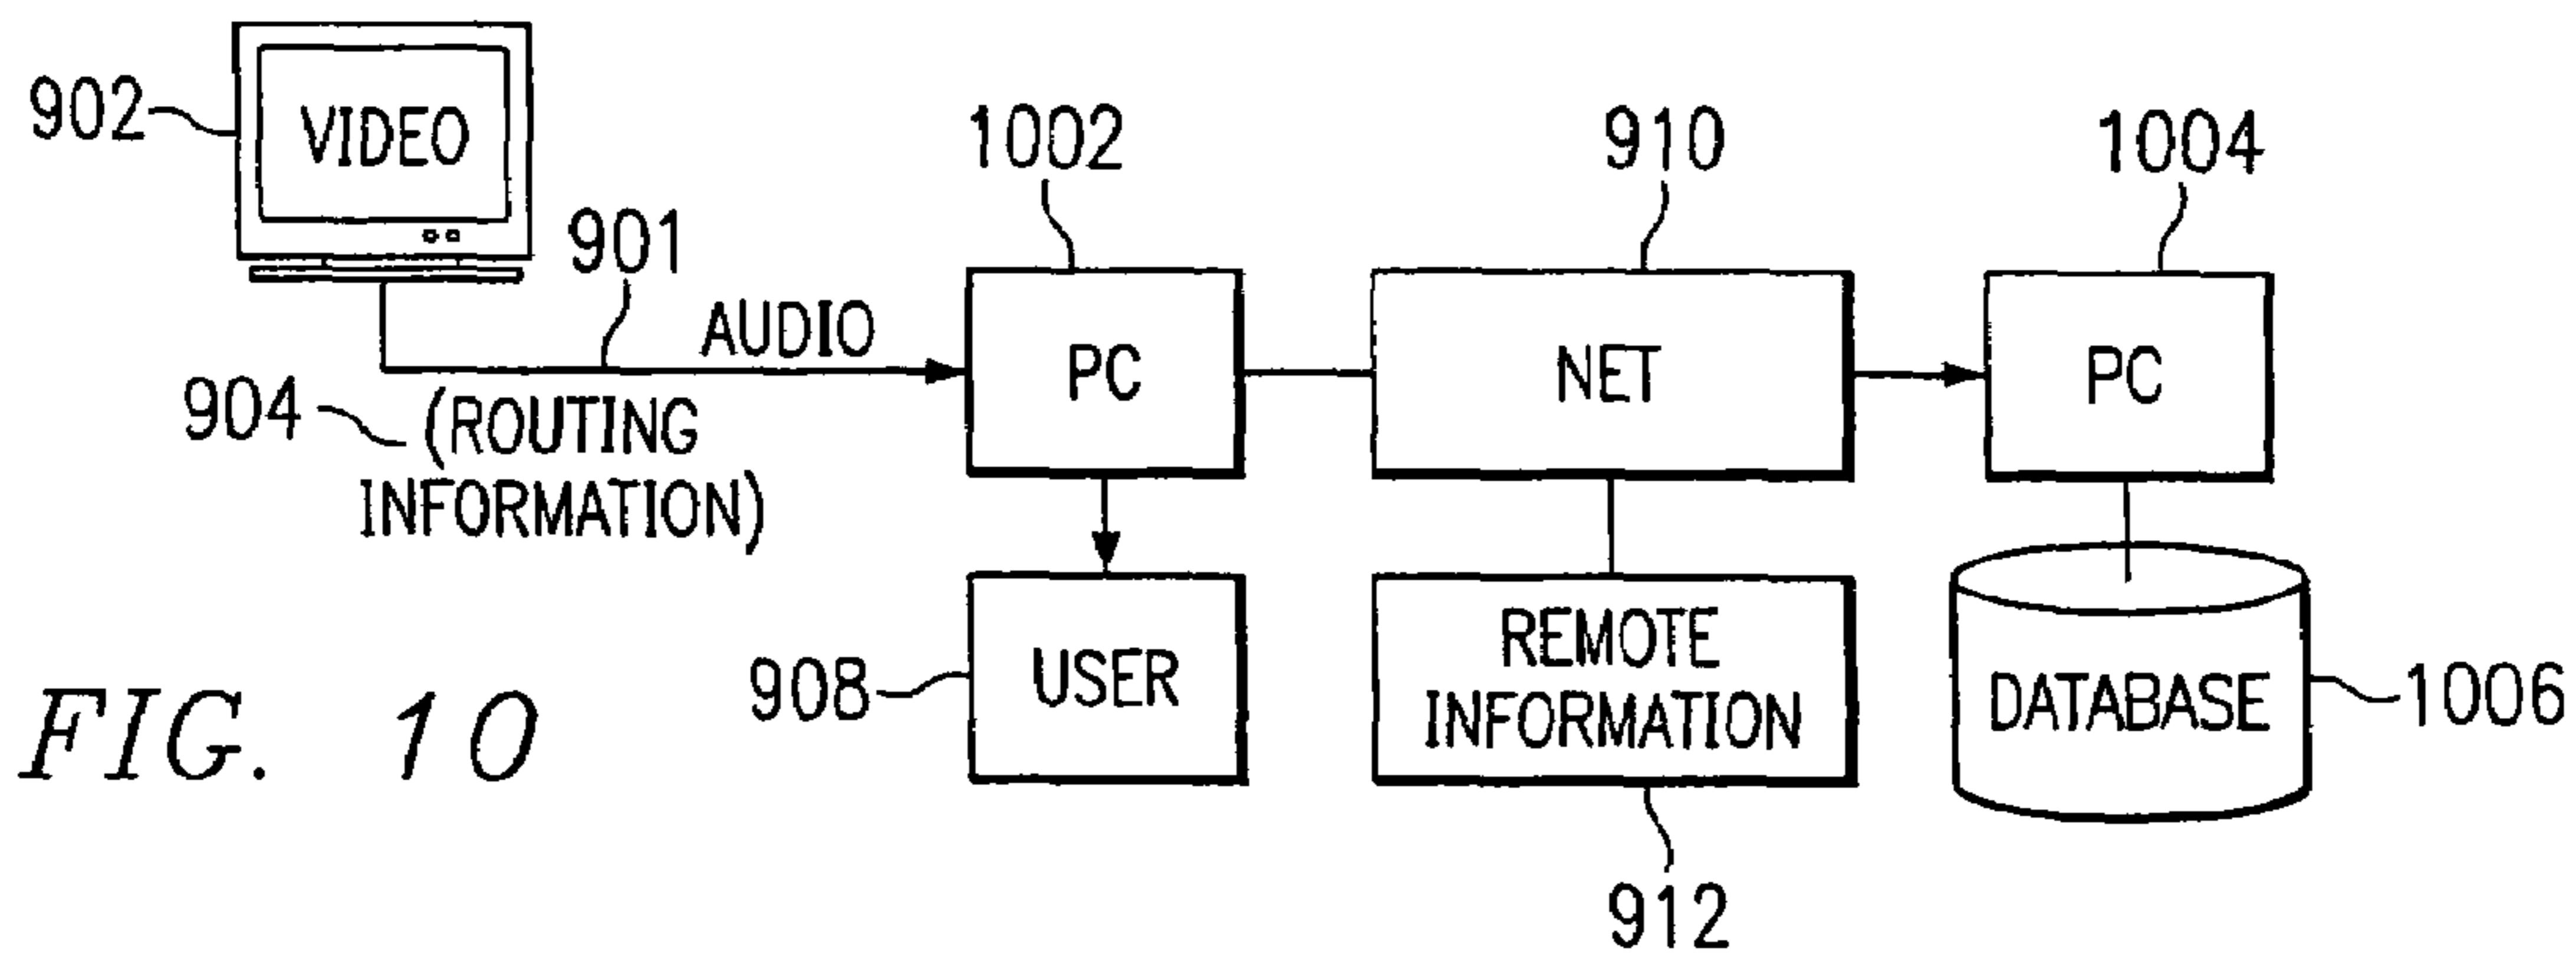 902
VIDEO
901
AUDIO
904
(ROUTING
INFORMATION)
1002
PC
910
NET
1004
PC
908
USER
REMOTE
INFORMATION
912
DATABASE
1006
FIG. 10